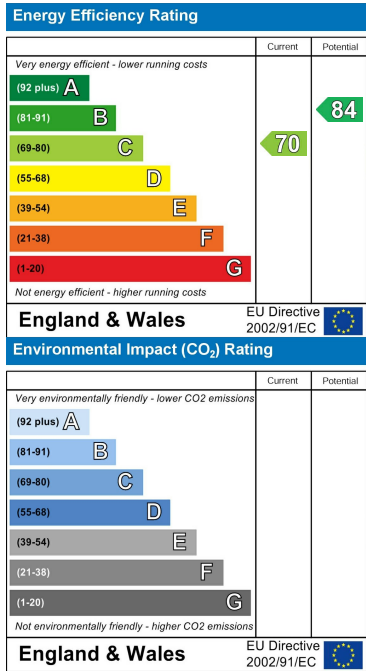 Energy Efficiency Rating
Current Potential
Very energy efficient - lower running costs
(92 plus) A
(81-91) B
84
(69-80) C
70
(55-68) D
(39-54) E
(21-38) F
(1-20) G
Not energy efficient - higher running costs
England & Wales EU Directive
2002/91/EC
Environmental Impact (CO₂) Rating
Current Potential
Very environmentally friendly - lower CO2 emissions
(92 plus) A
(81-91) B
(69-80) C
(55-68) D
(39-54) E
(21-38) F
(1-20) G
Not environmentally friendly - higher CO2 emissions
England & Wales EU Directive
2002/91/EC